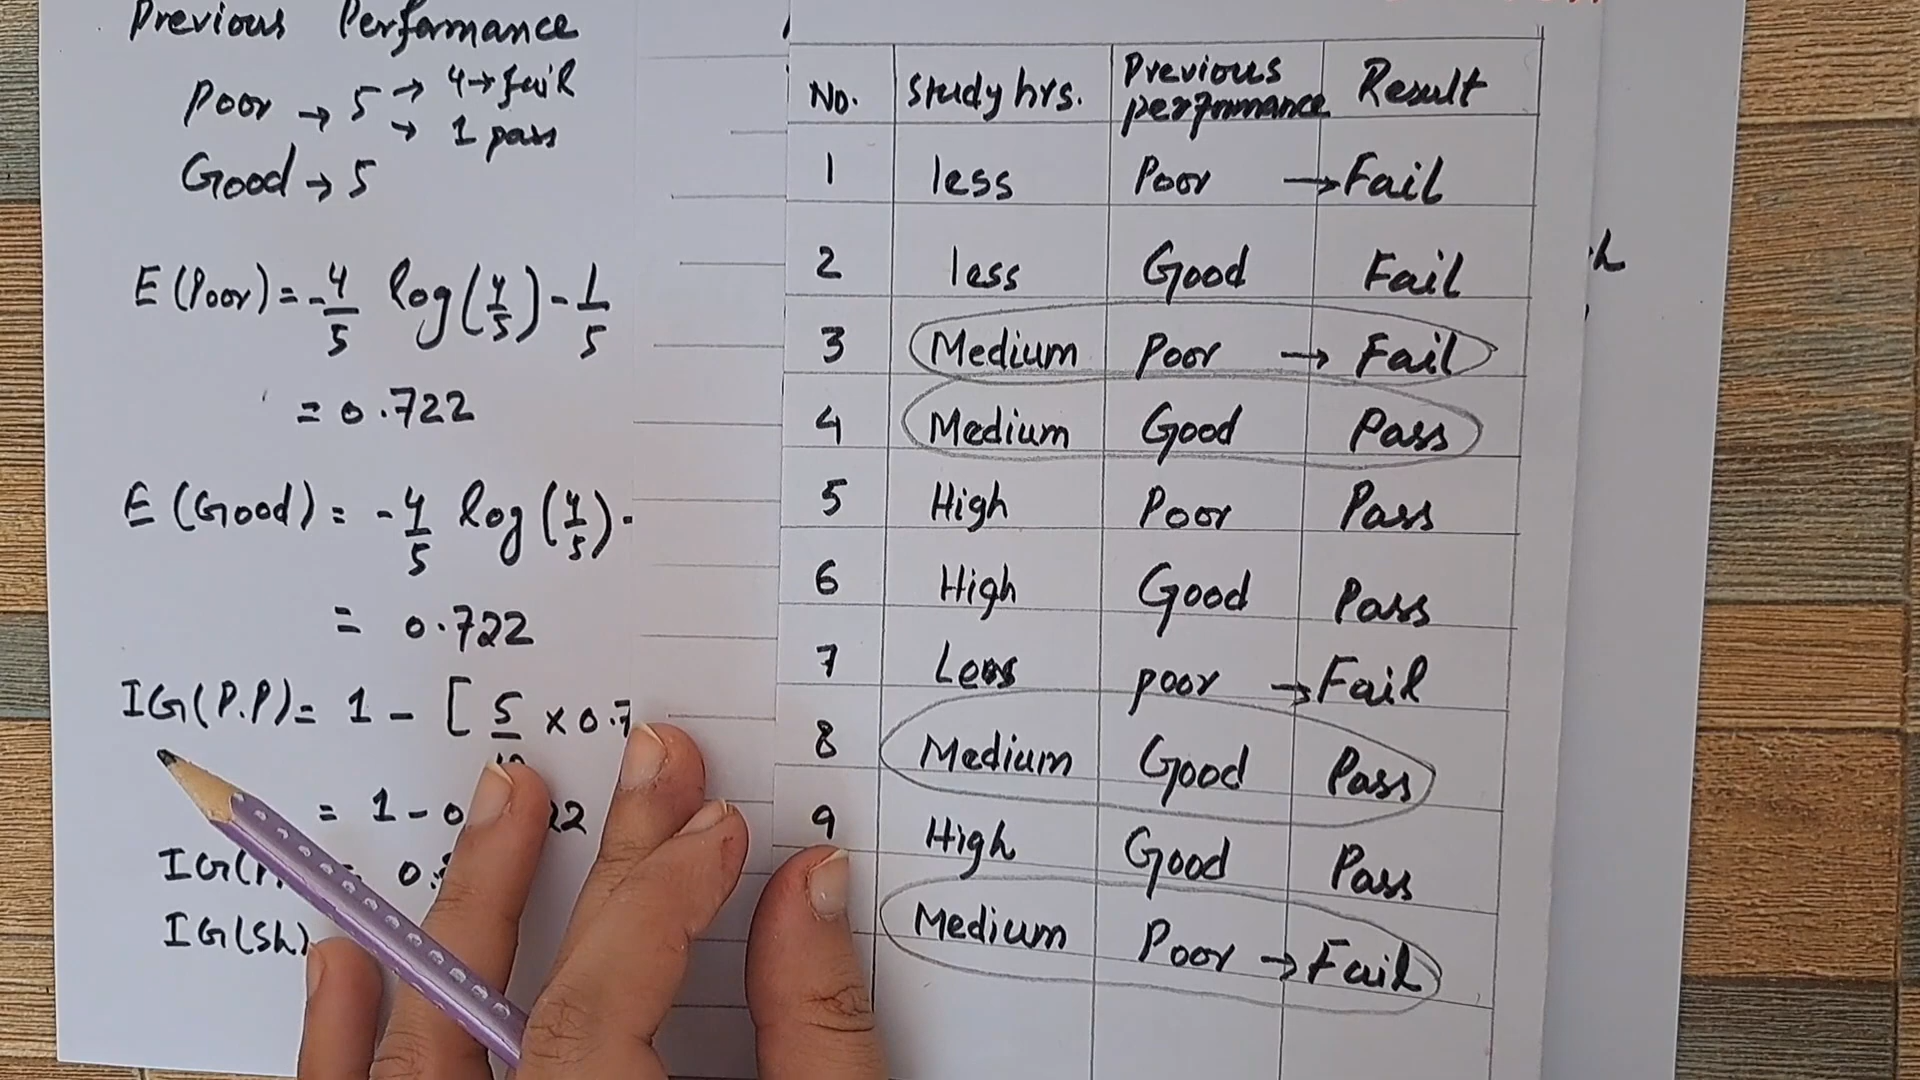 Previous Performance
Poor → 5 → 4 → fail
→ 1 pass
Good → 5
E (Poor) = -4/5 log(4/5) - 1/5
= 0.722
E (Good) = -4/5 log(4/5) -
= 0.722
IG(P.P) = 1 - [ 5/10 × 0.7
= 1 - 0 22
IG(P = 0.
IG(Sh)
No. Study hrs. Previous performance Result
1 less Poor → Fail
2 less Good Fail
3 Medium Poor → Fail
4 Medium Good Pass
5 High Poor Pass
6 High Good Pass
7 Less poor → Fail
8 Medium Good Pass
9 High Good Pass
Medium Poor → Fail